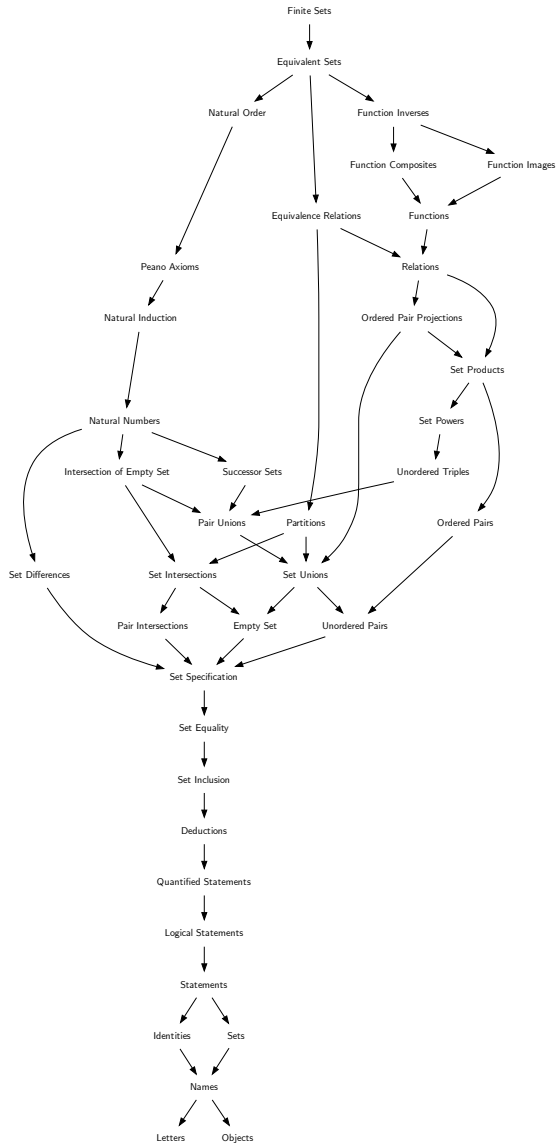 Finite Sets
Equivalent Sets
Natural Order
Function Inverses
Function Composites
Function Images
Equivalence Relations
Functions
Peano Axioms
Relations
Natural Induction
Ordered Pair Projections
Set Products
Natural Numbers
Set Powers
Intersection of Empty Set
Successor Sets
Unordered Triples
Pair Unions
Partitions
Ordered Pairs
Set Differences
Set Intersections
Set Unions
Pair Intersections
Empty Set
Unordered Pairs
Set Specification
Set Equality
Set Inclusion
Deductions
Quantified Statements
Logical Statements
Statements
Identities
Sets
Names
Letters
Objects